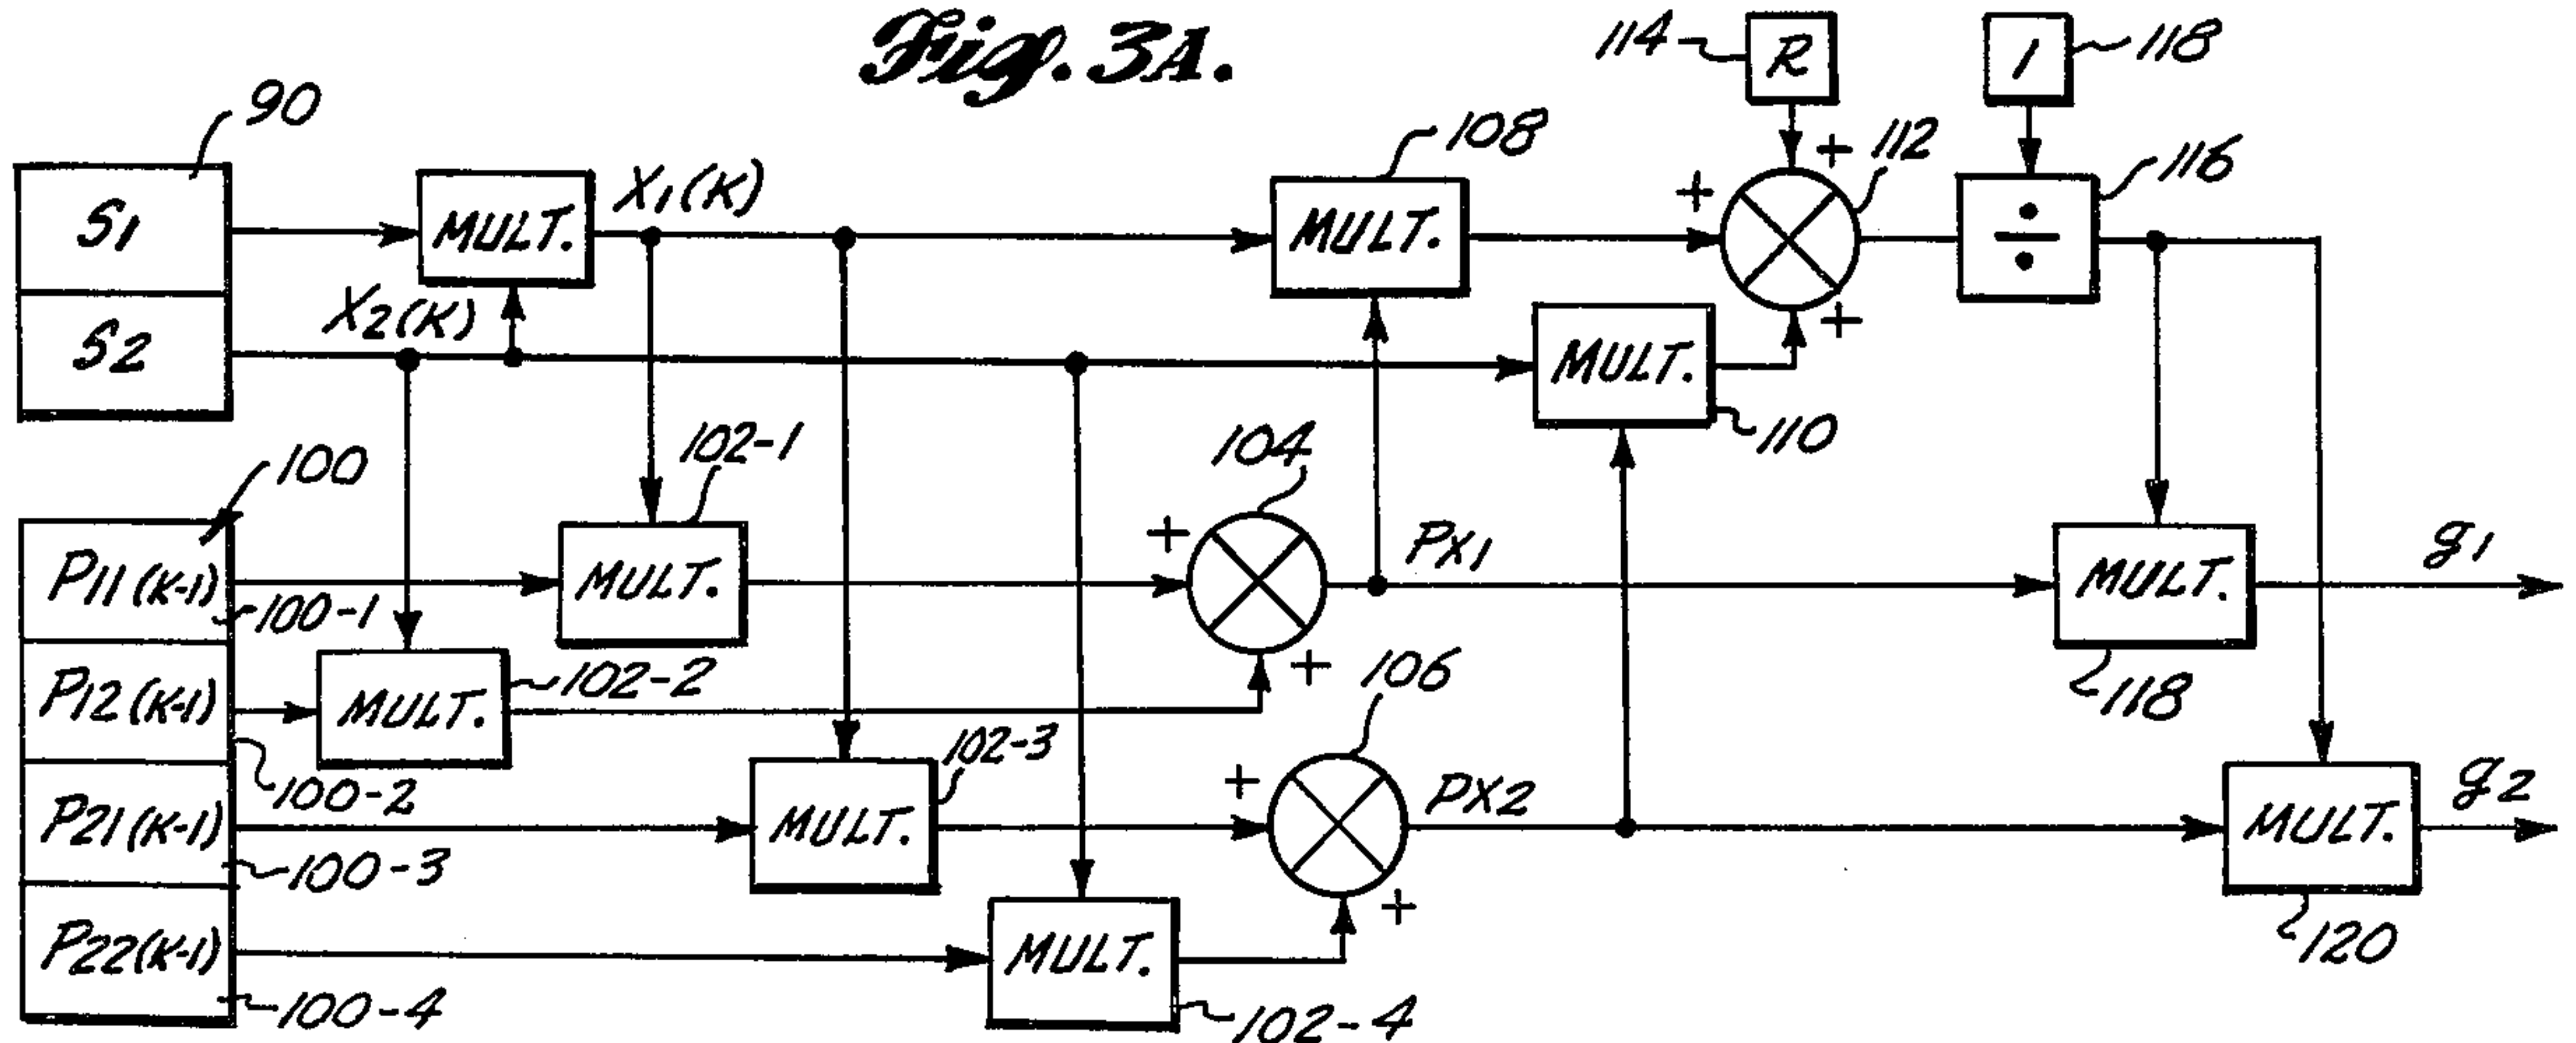 Fig. 3A.
114
R
1
118
90
108
112
116
S1
MULT.
X1(K)
MULT.
+
+
÷
S2
X2(K)
MULT.
+
110
100
102-1
104
P11(K-1)
100-1
MULT.
+
PX1
MULT.
g1
P12(K-1)
100-2
MULT.
102-2
+
106
118
P21(K-1)
100-3
102-3
MULT.
+
PX2
MULT.
g2
P22(K-1)
100-4
MULT.
102-4
+
120